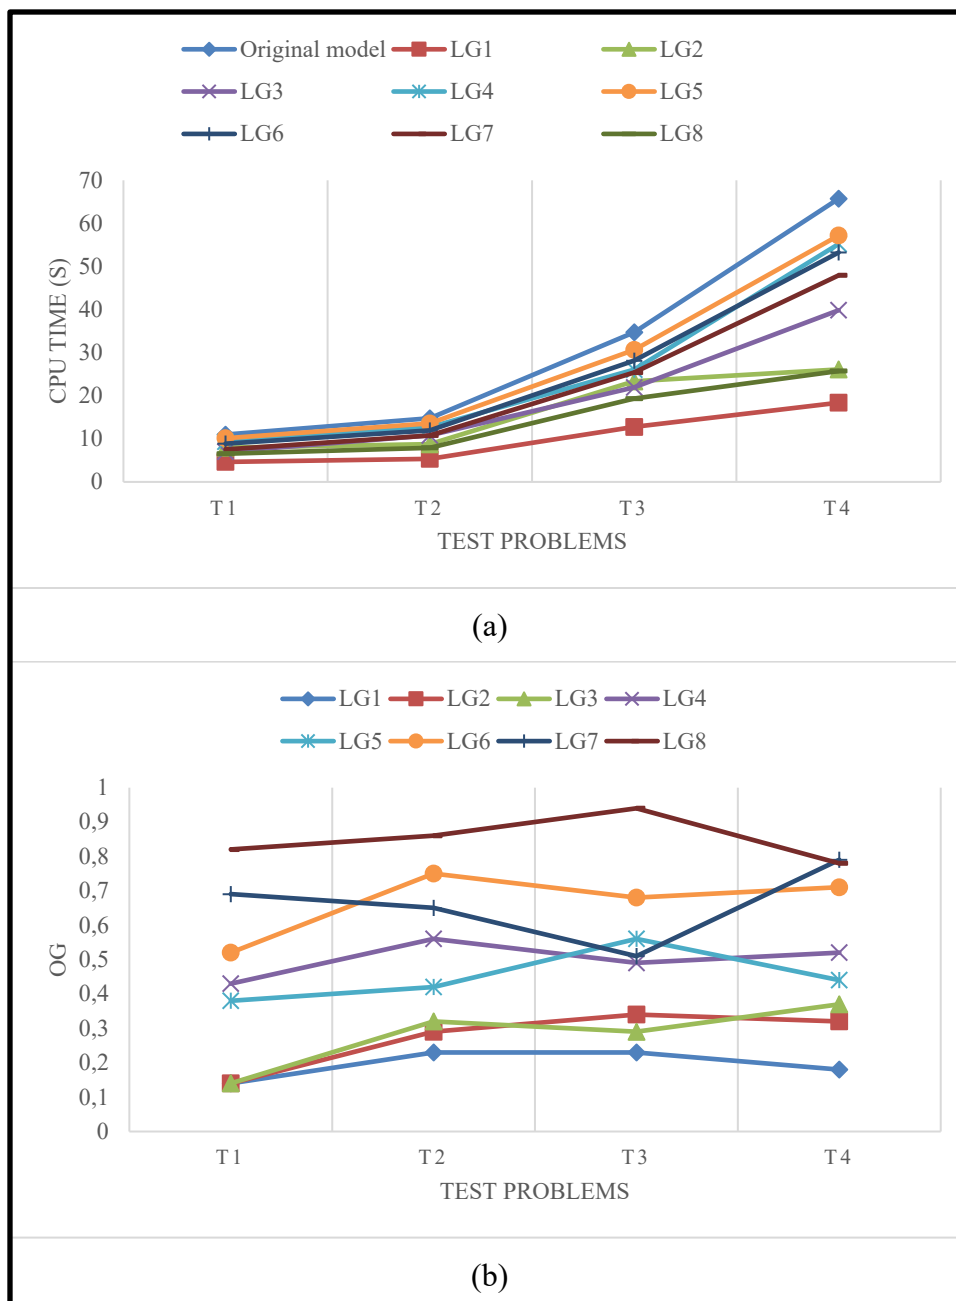 Original model LG1 LG2
LG3 LG4 LG5
LG6 LG7 LG8
70
60
50
40
30
20
10
0
CPU TIME (S)
T1 T2 T3 T4
TEST PROBLEMS
(a)
LG1 LG2 LG3 LG4
LG5 LG6 LG7 LG8
1
0,9
0,8
0,7
0,6
0,5
0,4
0,3
0,2
0,1
0
OG
T1 T2 T3 T4
TEST PROBLEMS
(b)